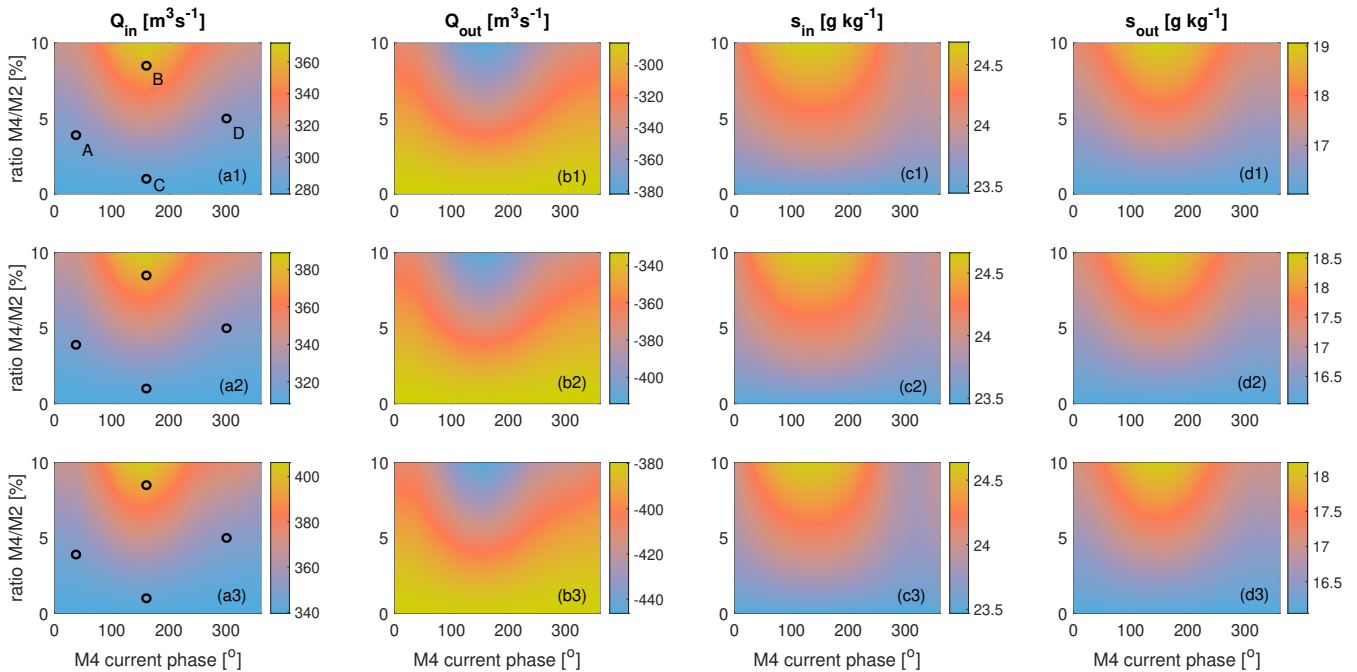 Q_in [m³s⁻¹]
Q_out [m³s⁻¹]
s_in [g kg⁻¹]
s_out [g kg⁻¹]
ratio M4/M2 [%]
10
5
0
0 100 200 300
A
B
C
D
(a1)
360
340
320
300
280
10
5
0
0 100 200 300
(b1)
-300
-320
-340
-360
-380
10
5
0
0 100 200 300
(c1)
24.5
24
23.5
10
5
0
0 100 200 300
(d1)
19
18
17
ratio M4/M2 [%]
10
5
0
0 100 200 300
(a2)
380
360
340
320
10
5
0
0 100 200 300
(b2)
-340
-360
-380
-400
10
5
0
0 100 200 300
(c2)
24.5
24
23.5
10
5
0
0 100 200 300
(d2)
18.5
18
17.5
17
16.5
ratio M4/M2 [%]
10
5
0
0 100 200 300
M4 current phase [°]
(a3)
400
380
360
340
10
5
0
0 100 200 300
M4 current phase [°]
(b3)
-380
-400
-420
-440
10
5
0
0 100 200 300
M4 current phase [°]
(c3)
24.5
24
23.5
10
5
0
0 100 200 300
M4 current phase [°]
(d3)
18
17.5
17
16.5